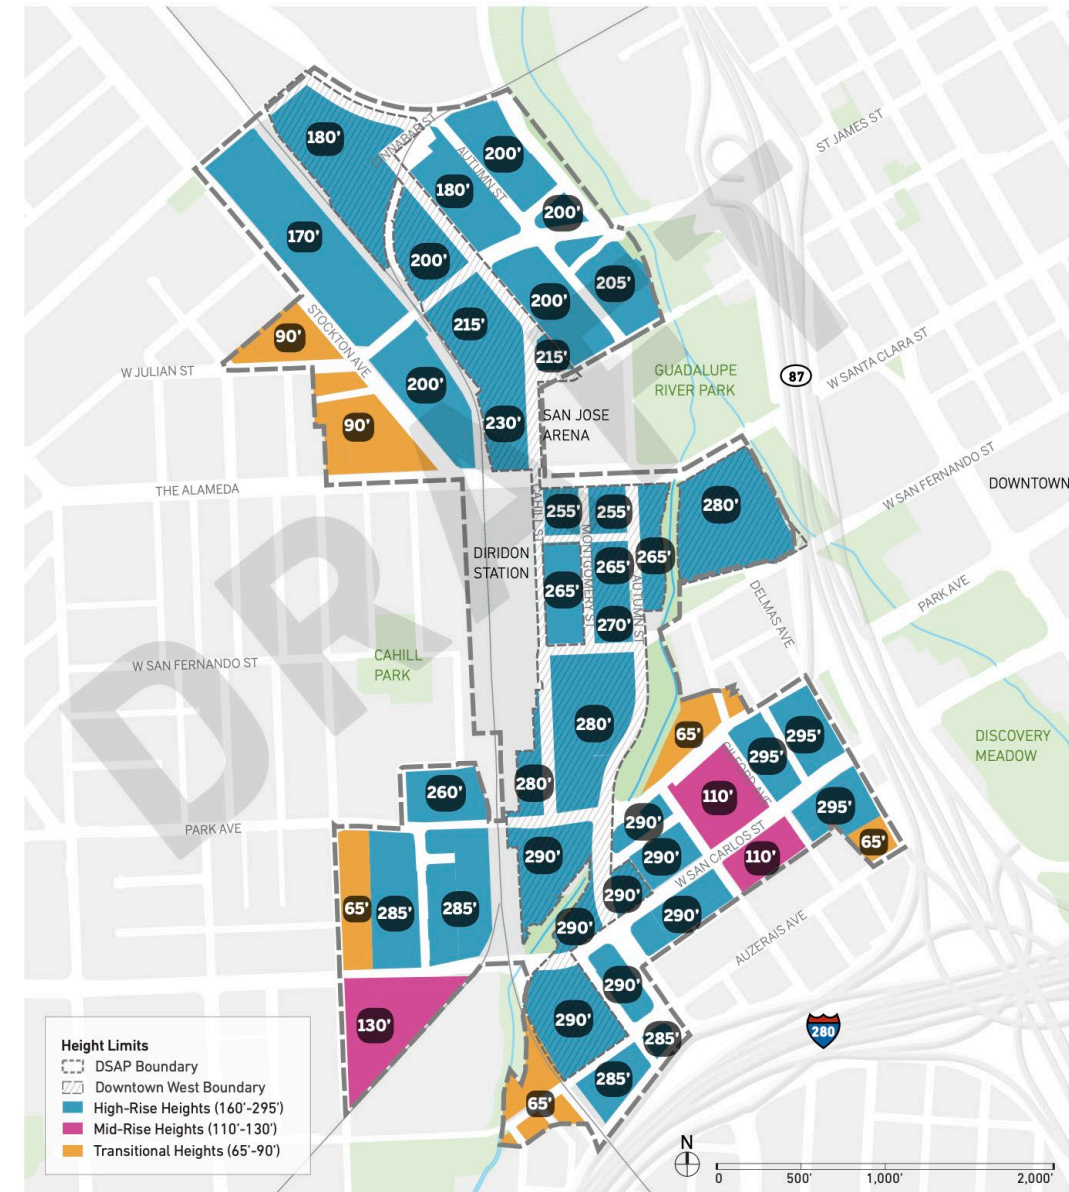 180'
CINNABAR ST
200'
AUTUMN ST
180'
ST JAMES ST
200'
170'
200'
205'
200'
215'
90'
STOCKTON AVE
215'
W JULIAN ST
GUADALUPE
RIVER PARK
87
W SANTA CLARA ST
200'
90'
230'
SAN JOSE
ARENA
THE ALAMEDA
W SAN FERNANDO ST
DOWNTOWN
CAHILL ST
255'
255'
280'
MONTGOMERY ST
DIRIDON
STATION
265'
265'
265'
AUTUMN ST
270'
DELMAS AVE
PARK AVE
W SAN FERNANDO ST
CAHILL
PARK
280'
65'
295'
295'
DISCOVERY
MEADOW
280'
260'
110'
295'
PARK AVE
290'
W SAN CARLOS ST
65'
290'
290'
110'
290'
65'
285'
285'
290'
290'
AUZERAIS AVE
290'
130'
290'
285'
280
285'
65'
DRAFT
Height Limits
DSAP Boundary
Downtown West Boundary
High-Rise Heights (160'-295')
Mid-Rise Heights (110'-130')
Transitional Heights (65'-90')
N
0 500' 1,000' 2,000'